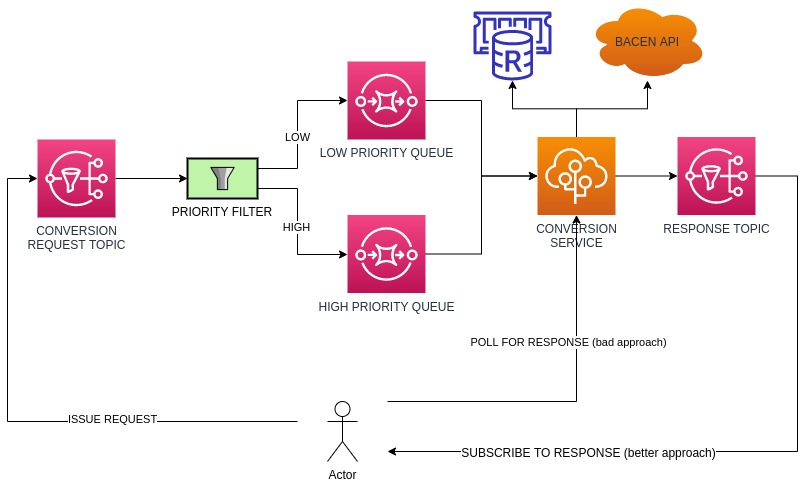 R
BACEN API
LOW
LOW PRIORITY QUEUE
PRIORITY FILTER
CONVERSION
REQUEST TOPIC
HIGH
HIGH PRIORITY QUEUE
CONVERSION
SERVICE
RESPONSE TOPIC
POLL FOR RESPONSE (bad approach)
ISSUE REQUEST
SUBSCRIBE TO RESPONSE (better approach)
Actor